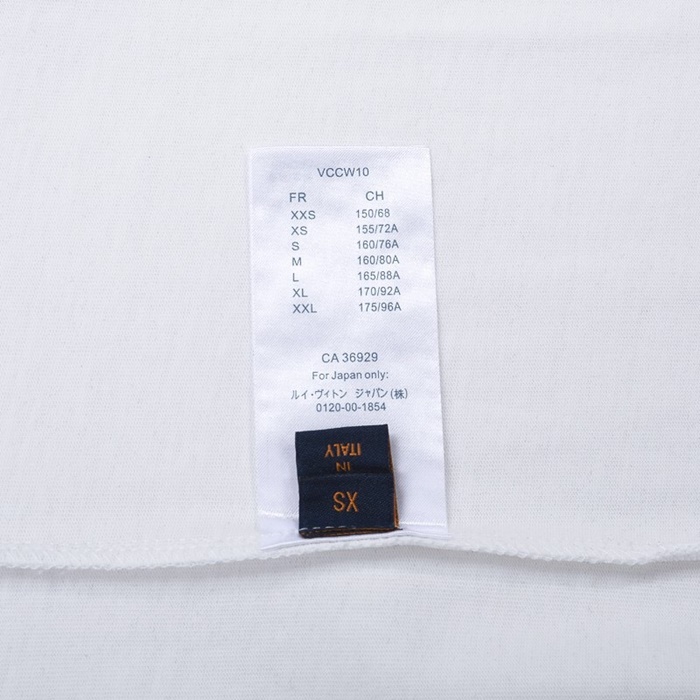 VCCW10
FR CH
XXS 150/68
XS 155/72A
S 160/76A
M 160/80A
L 165/88A
XL 170/92A
XXL 175/96A
CA 36929
For Japan only:
ルイ・ヴィトン ジャパン(株)
0120-00-1854
ITALY
IN
XS